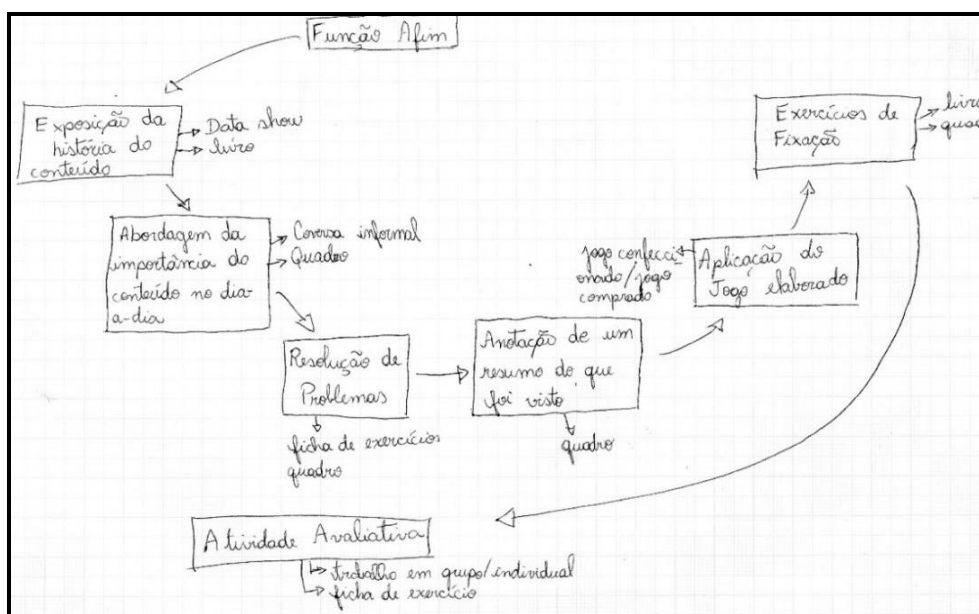 Função Afim
Exposição da
história do
conteúdo
Data show
livro
Abordagem da
importância do
conteúdo no dia-
a-dia
Coversa informal
Quadro
Resolução de
Problemas
ficha de exercícios
quadro
Anotação de um
resumo do que
foi visto
quadro
Aplicação do
Jogo elaborado
jogo confecci
onado/jogo
comprado
Exercícios de
Fixação
Atividade Avaliativa
trabalho em grupo/individual
ficha de exercício